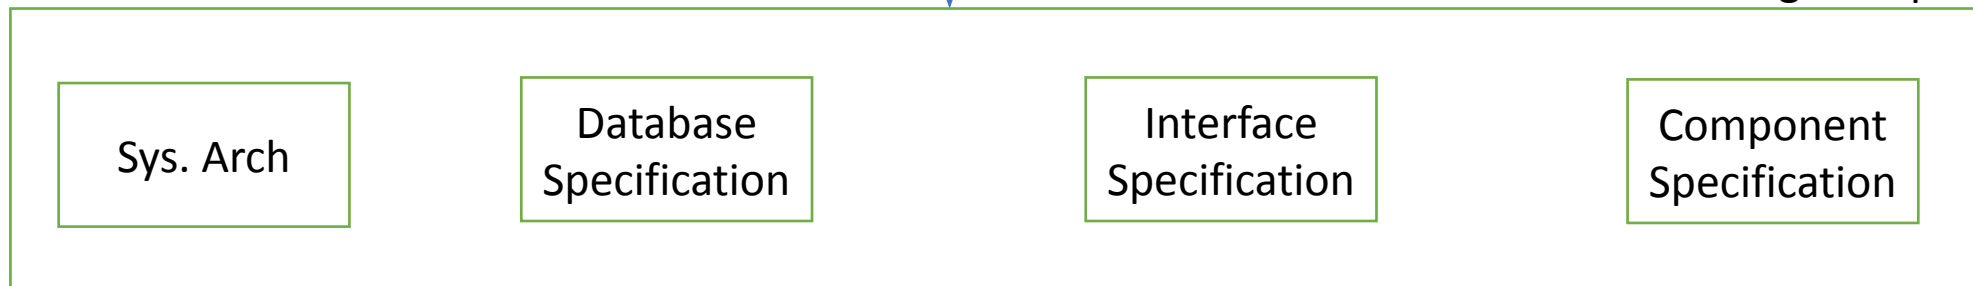 Sys. Arch
Database
Specification
Interface
Specification
Component
Specification